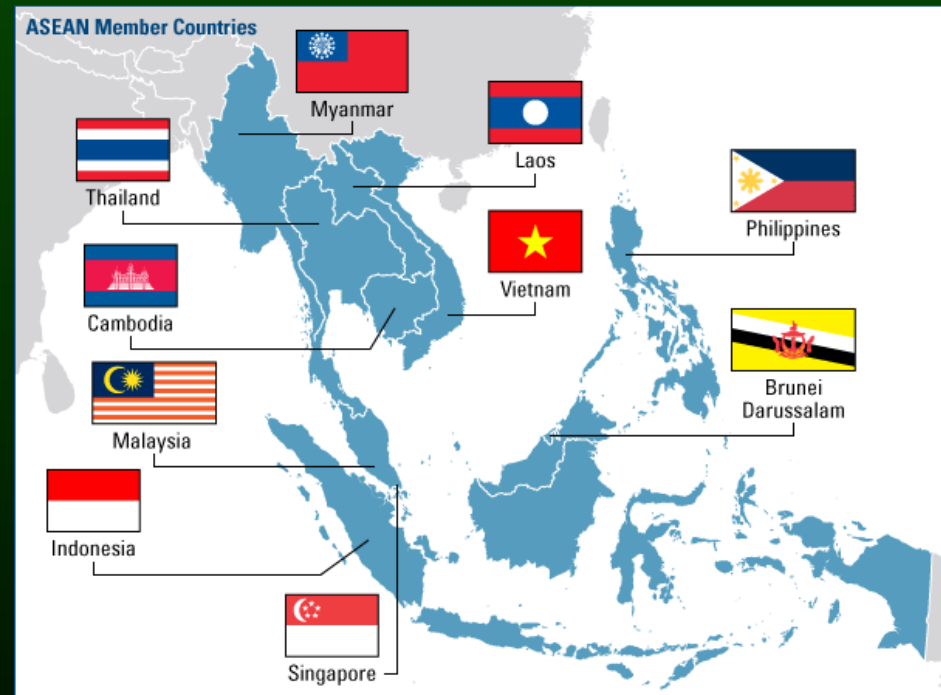 ASEAN Member Countries
Myanmar
Laos
Thailand
Philippines
Vietnam
Cambodia
Brunei
Darussalam
Malaysia
Indonesia
Singapore